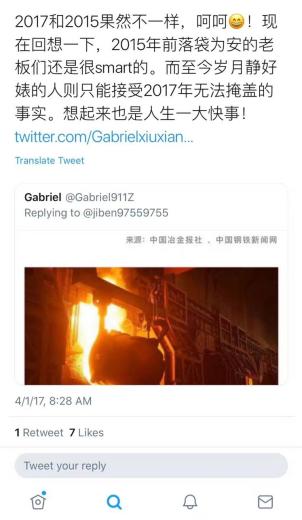 2017和2015果然不一样，呵呵😄！现
在回想一下，2015年前落袋为安的老
板们还是很smart的。而至今岁月静好
婊的人则只能接受2017年无法掩盖的
事实。想起来也是人生一大快事！
twitter.com/Gabrielxiuxian...
Translate Tweet
Gabriel @Gabriel911Z
Replying to @jiben97559755
来源：中国冶金报社 、中国钢铁新闻网
4/1/17, 8:28 AM
1 Retweet 7 Likes
Tweet your reply